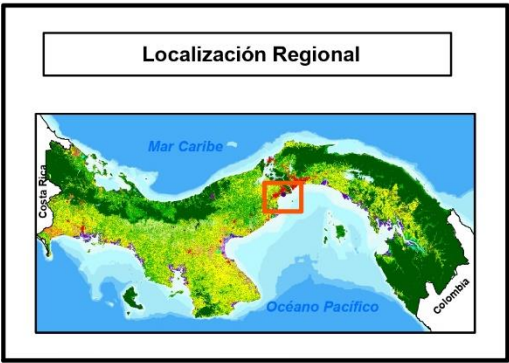 Localización Regional
Mar Caribe
Costa Rica
Océano Pacífico
Colombia